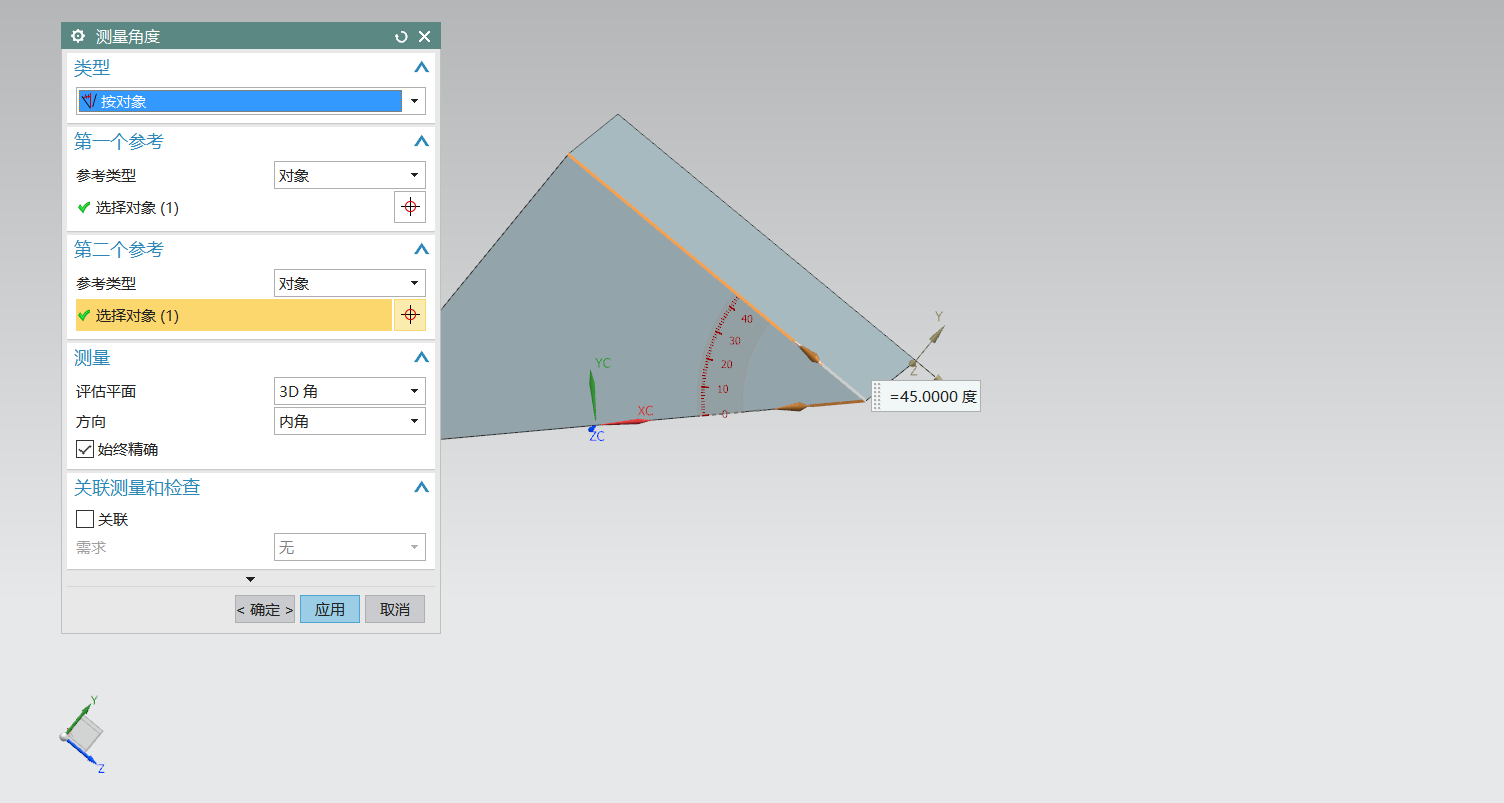 测量角度
类型
按对象
第一个参考
参考类型 对象
选择对象 (1)
第二个参考
参考类型 对象
选择对象 (1)
测量
评估平面 3D 角
方向 内角
始终精确
关联测量和检查
关联
需求 无
< 确定 > 应用 取消
40
30
20
10
0
YC
XC
ZC
Y
Z
=45.0000 度
Y
Z